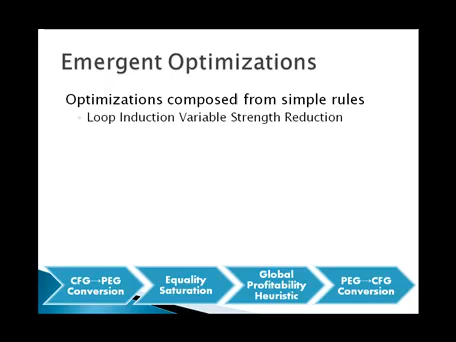 Emergent Optimizations
Optimizations composed from simple rules
Loop Induction Variable Strength Reduction
CFG→PEG
Conversion
Equality
Saturation
Global
Profitability
Heuristic
PEG→CFG
Conversion